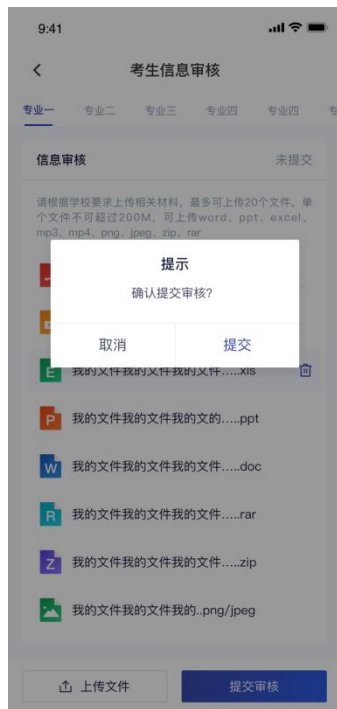 9:41
考生信息审核
专业一 专业二 专业三 专业四 专业四 专
信息审核 未提交
请根据学校要求上传相关材料，最多可上传20个文件，单
个文件不可超过200M，可上传word、ppt、excel、
mp3、mp4、png、jpeg、zip、rar
提示
确认提交审核?
取消 提交
E 我的文件我的文件我的文件.....xls
P 我的文件我的文件我的文的.....ppt
W 我的文件我的文件我的文件.....doc
R 我的文件我的文件我的文件.....rar
Z 我的文件我的文件我的文件.....zip
我的文件我的文件我的..png/jpeg
上传文件 提交审核